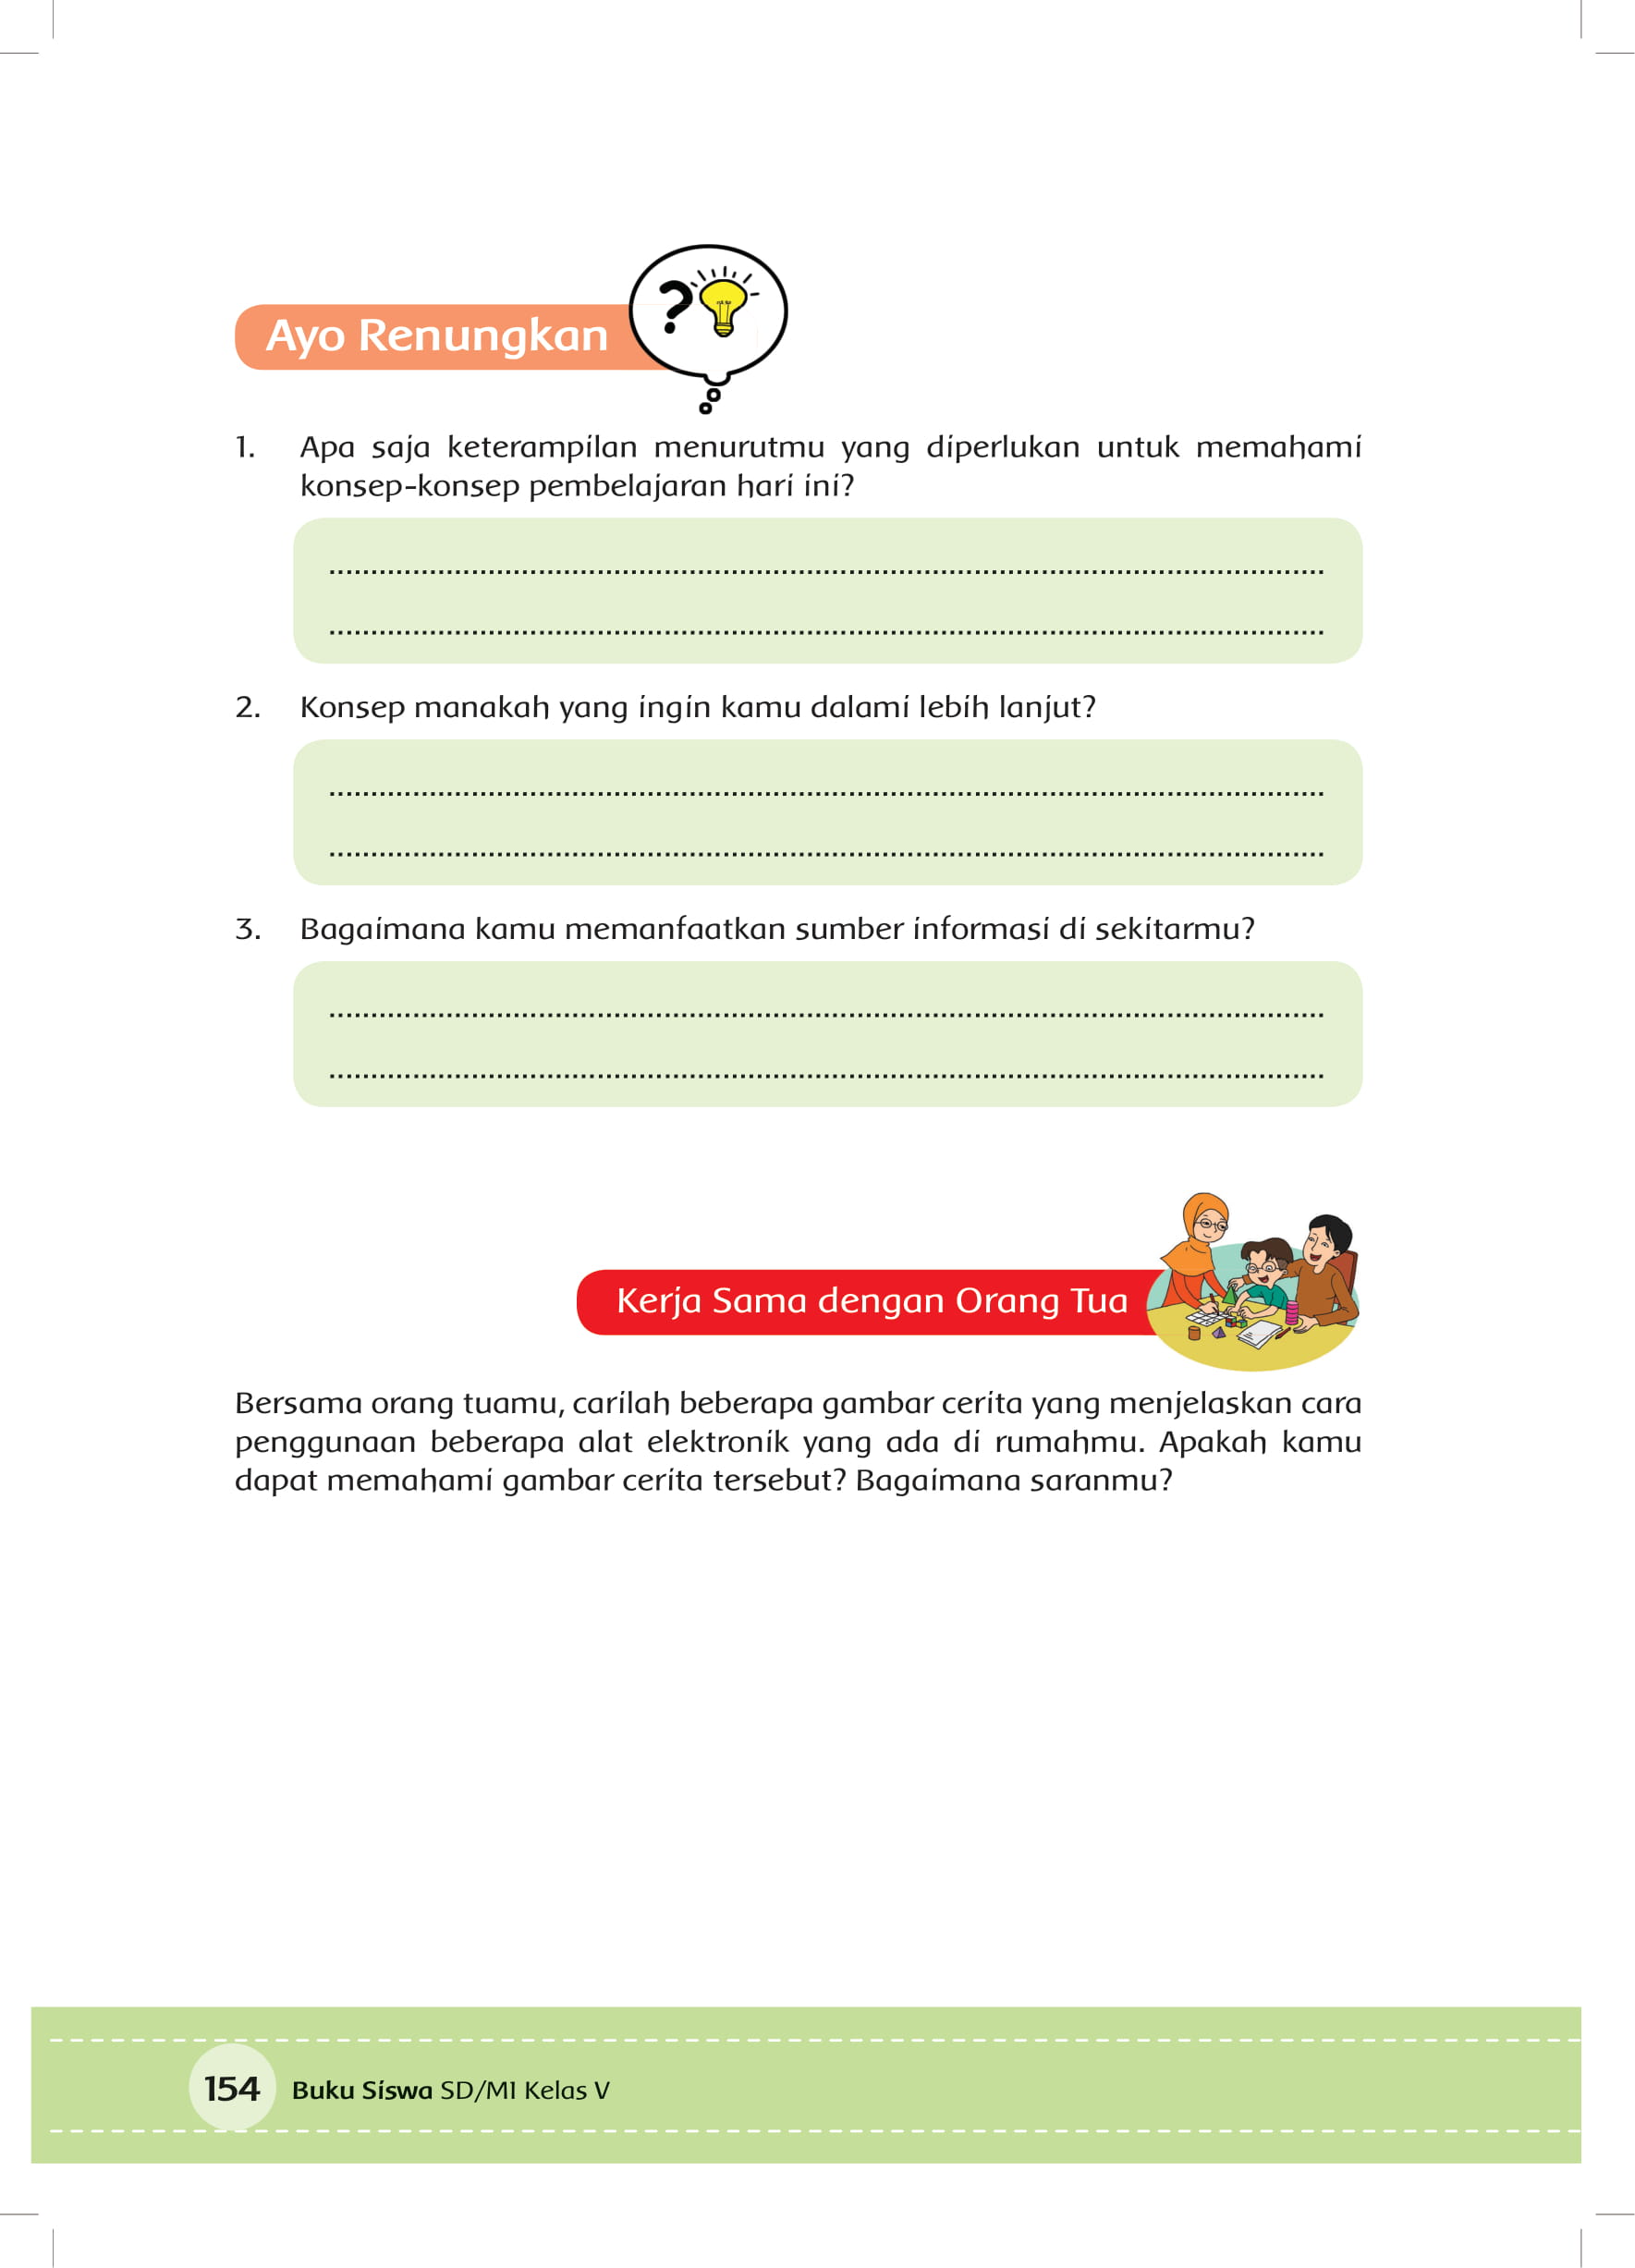 Ayo Renungkan
1. Apa saja keterampilan menurutmu yang diperlukan untuk memahami
konsep-konsep pembelajaran hari ini?
2. Konsep manakah yang ingin kamu dalami lebih lanjut?
3. Bagaimana kamu memanfaatkan sumber informasi di sekitarmu?
Kerja Sama dengan Orang Tua
Bersama orang tuamu, carilah beberapa gambar cerita yang menjelaskan cara
penggunaan beberapa alat elektronik yang ada di rumahmu. Apakah kamu
dapat memahami gambar cerita tersebut? Bagaimana saranmu?
154 Buku Siswa SD/MI Kelas V